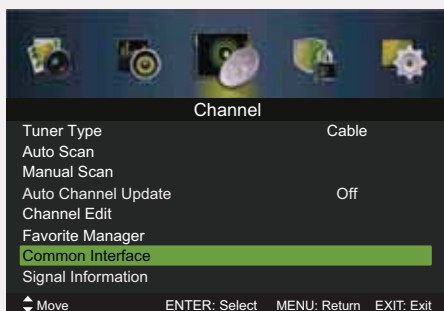 Channel
Tuner Type Cable
Auto Scan
Manual Scan
Auto Channel Update Off
Channel Edit
Favorite Manager
Common Interface
Signal Information
Move ENTER: Select MENU: Return EXIT: Exit